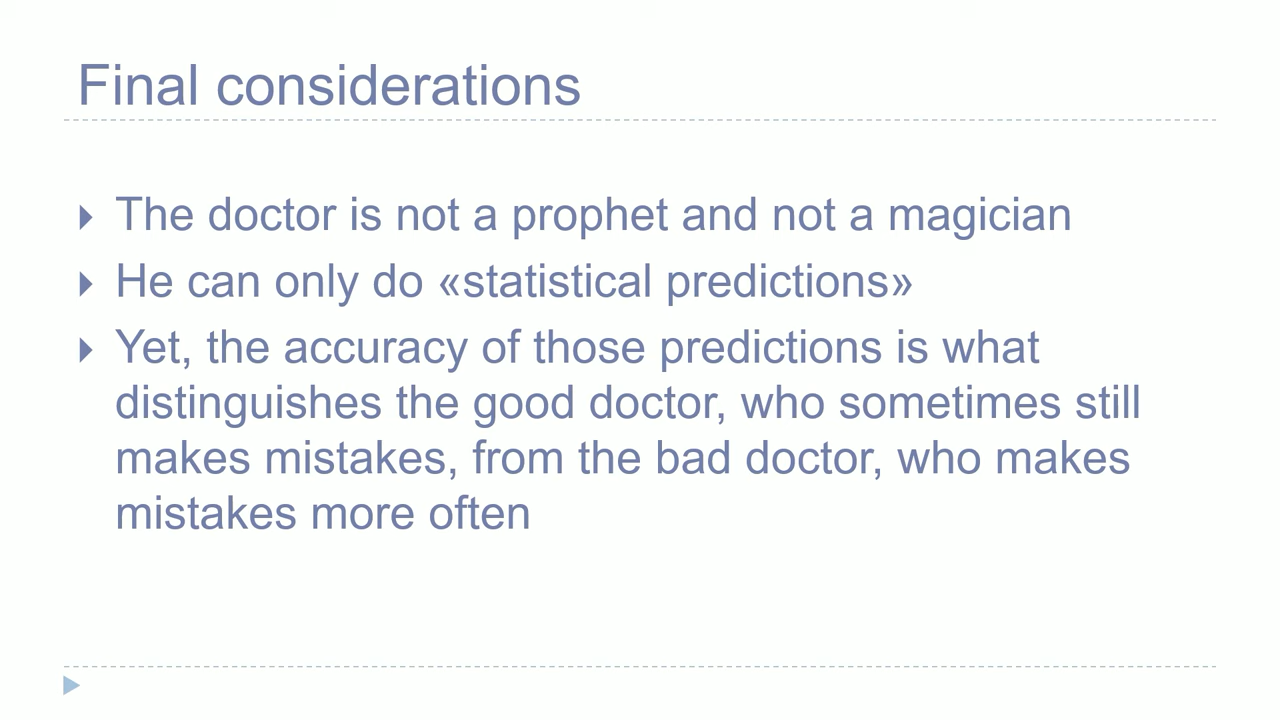 Final considerations
The doctor is not a prophet and not a magician
He can only do «statistical predictions»
Yet, the accuracy of those predictions is what
distinguishes the good doctor, who sometimes still
makes mistakes, from the bad doctor, who makes
mistakes more often